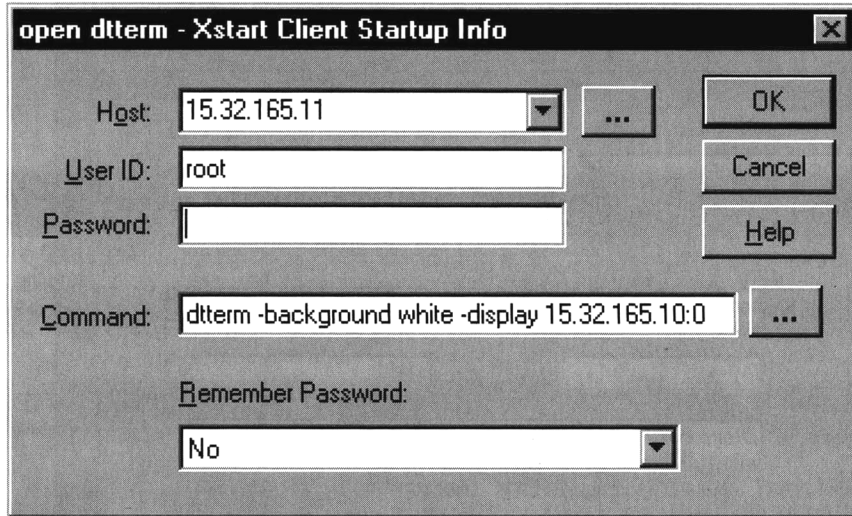 open dtterm - Xstart Client Startup Info
Host: 15.32.165.11 ... OK
User ID: root Cancel
Password: Help
Command: dtterm -background white -display 15.32.165.10:0 ...
Remember Password:
No